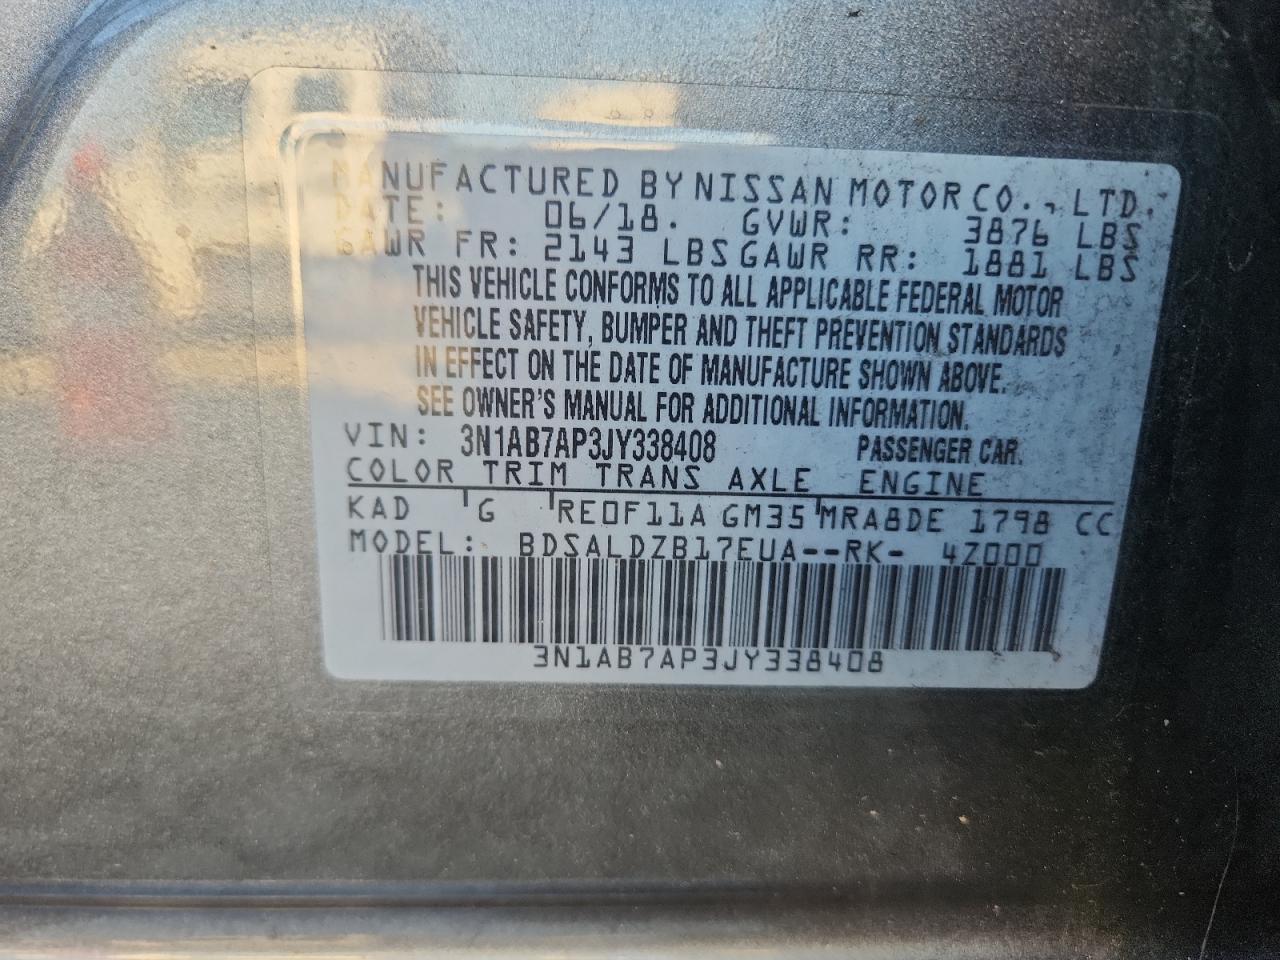 MANUFACTURED BY NISSAN MOTOR CO., LTD.
DATE: 06/18. GVWR: 3876 LBS
GAWR FR: 2143 LBS GAWR RR: 1881 LBS
THIS VEHICLE CONFORMS TO ALL APPLICABLE FEDERAL MOTOR
VEHICLE SAFETY, BUMPER AND THEFT PREVENTION STANDARDS
IN EFFECT ON THE DATE OF MANUFACTURE SHOWN ABOVE.
SEE OWNER'S MANUAL FOR ADDITIONAL INFORMATION.
VIN: 3N1AB7AP3JY338408 PASSENGER CAR.
COLOR TRIM TRANS AXLE ENGINE
KAD G RE0F11A GM35 MRA8DE 1798 CC
MODEL: BDSALDZB17EUA--RK- 4Z000
3N1AB7AP3JY338408